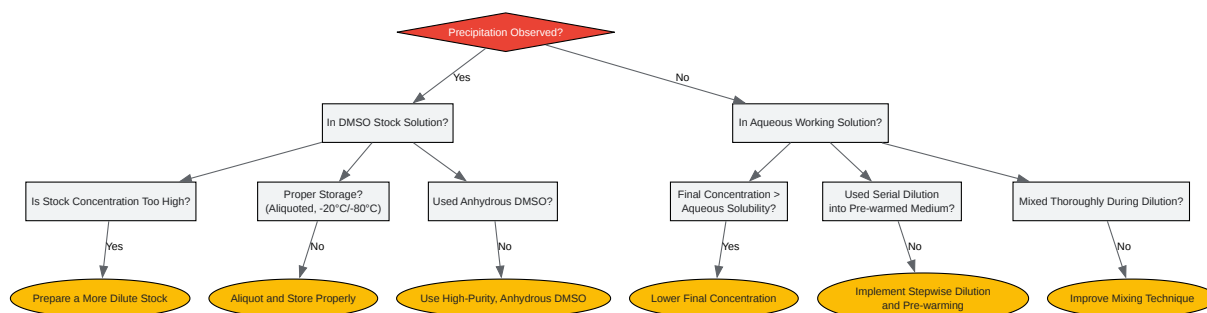 Precipitation Observed?
Yes
No
In DMSO Stock Solution?
In Aqueous Working Solution?
Is Stock Concentration Too High?
Proper Storage?
(Aliquoted, -20°C/-80°C)
Used Anhydrous DMSO?
Final Concentration >
Aqueous Solubility?
Used Serial Dilution
into Pre-warmed Medium?
Mixed Thoroughly During Dilution?
Yes
No
No
Yes
No
No
Prepare a More Dilute Stock
Aliquot and Store Properly
Use High-Purity, Anhydrous DMSO
Lower Final Concentration
Implement Stepwise Dilution
and Pre-warming
Improve Mixing Technique